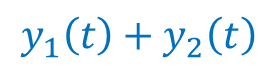 y₁(t) + y₂(t)